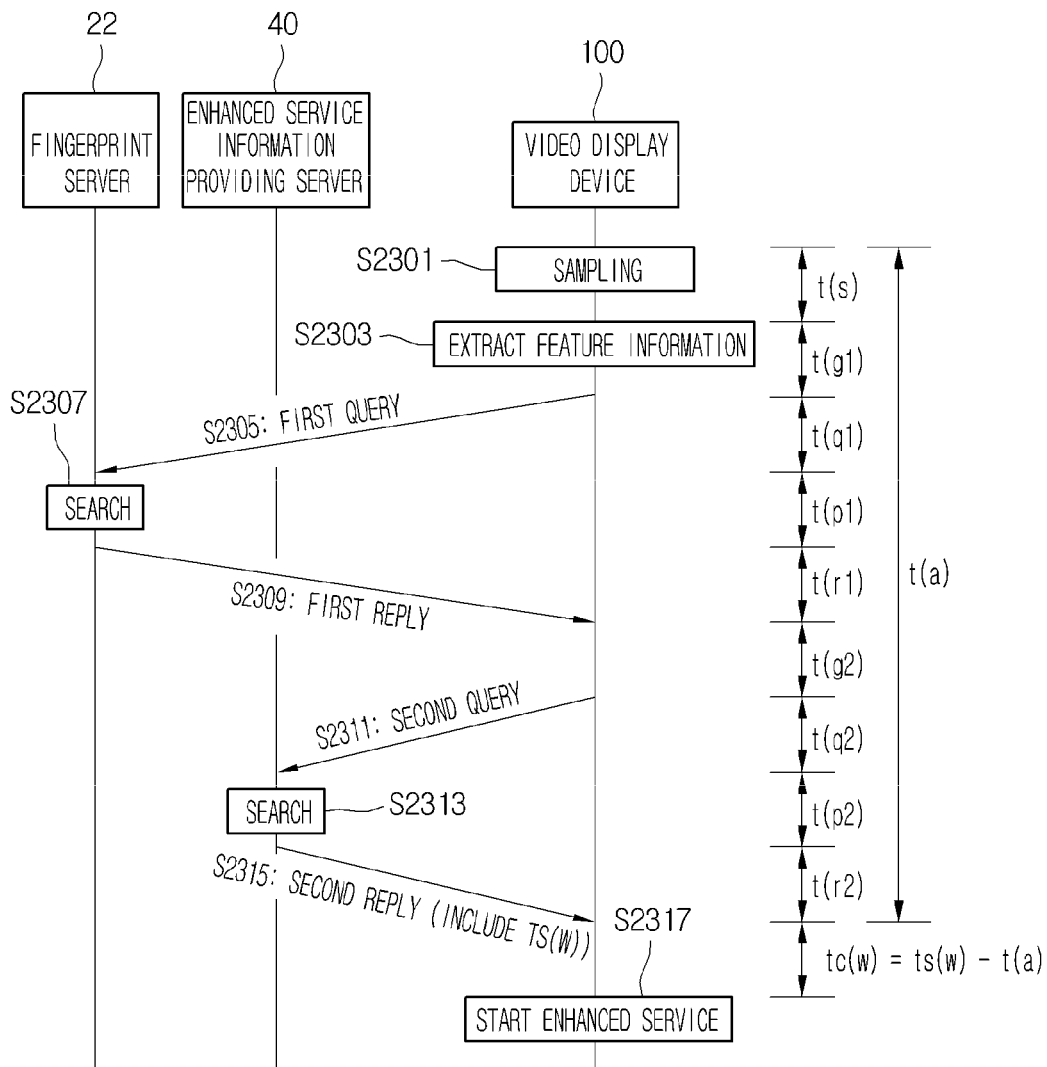 22
40
100
FINGERPRINT
SERVER
ENHANCED SERVICE
INFORMATION
PROVIDING SERVER
VIDEO DISPLAY
DEVICE
S2301
SAMPLING
t(s)
S2303
EXTRACT FEATURE INFORMATION
t(g1)
S2305: FIRST QUERY
t(q1)
S2307
SEARCH
t(p1)
S2309: FIRST REPLY
t(r1)
t(a)
t(g2)
S2311: SECOND QUERY
t(q2)
SEARCH
S2313
t(p2)
S2315: SECOND REPLY (INCLUDE TS(W))
t(r2)
S2317
tc(w) = ts(w) - t(a)
START ENHANCED SERVICE